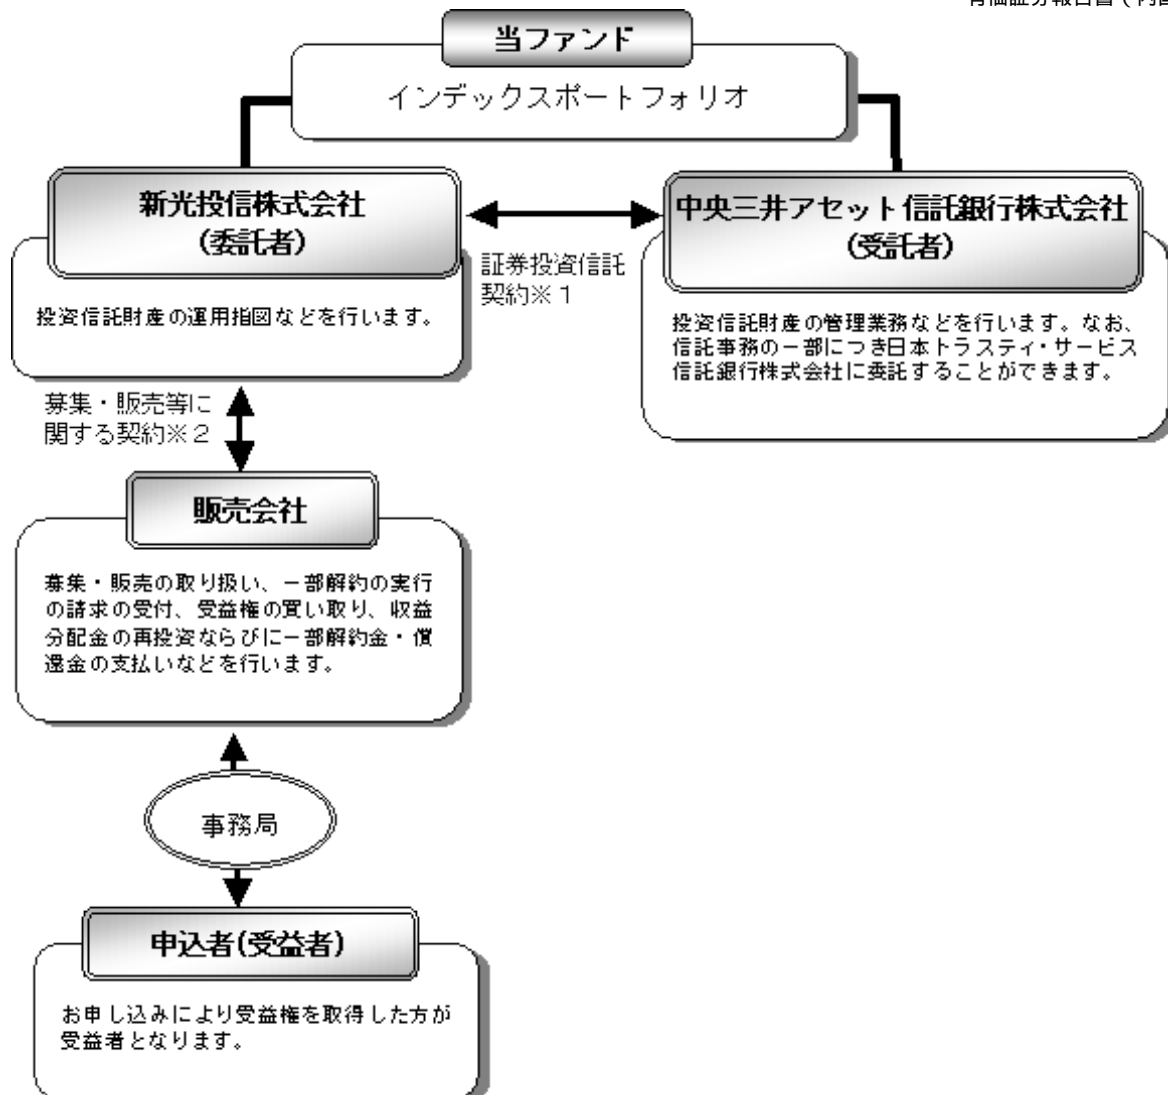 当ファンド
インデックスポートフォリオ
新光投信株式会社
(委託者)
投資信託財産の運用指図などを行います。
証券投資信託
契約※１
中央三井アセット信託銀行株式会社
(受託者)
投資信託財産の管理業務などを行います。なお、
信託事務の一部につき日本トラスティ・サービス
信託銀行株式会社に委託することができます。
募集・販売等に
関する契約※２
販売会社
募集・販売の取り扱い、一部解約の実行
の請求の受付、受益権の買い取り、収益
分配金の再投資ならびに一部解約金・償
還金の支払いなどを行います。
事務局
申込者(受益者)
お申し込みにより受益権を取得した方が
受益者となります。